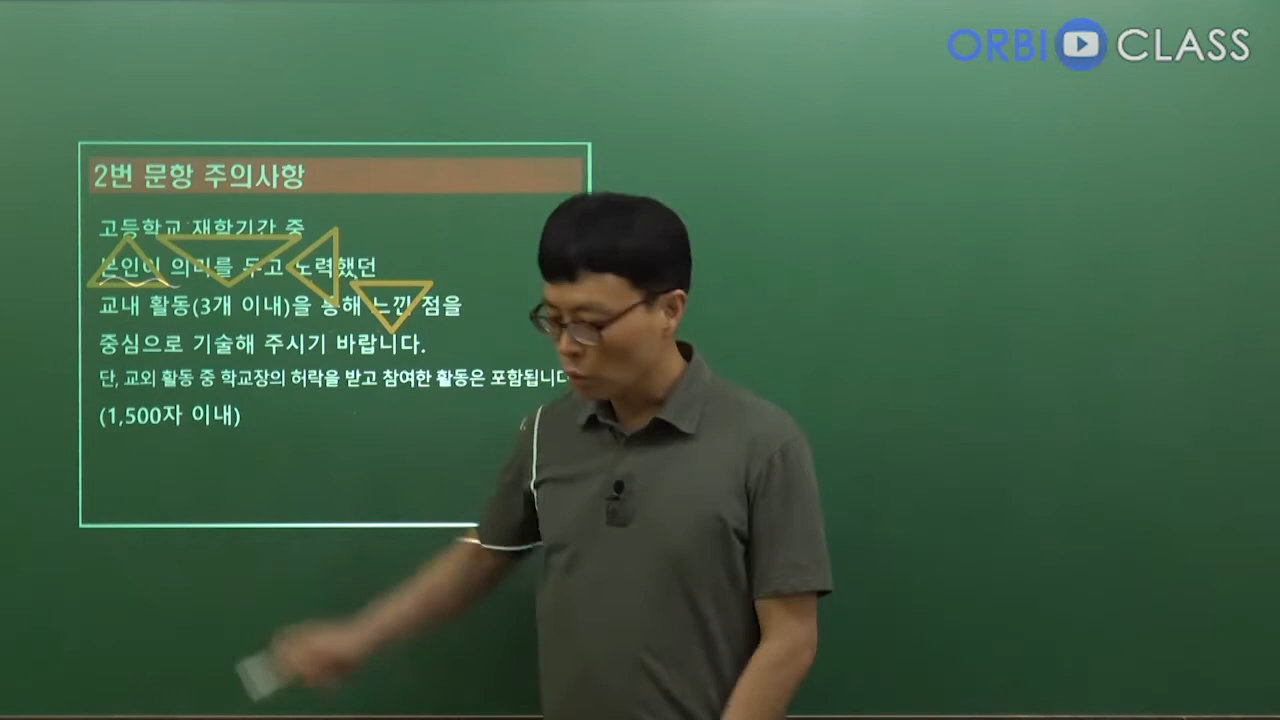 ORBI CLASS
2번 문항 주의사항
고등학교 재학기간 중
본인이 의미를 두고 노력했던
교내 활동(3개 이내)을 통해 느낀 점을
중심으로 기술해 주시기 바랍니다.
단, 교외 활동 중 학교장의 허락을 받고 참여한 활동은 포함됩니다
(1,500자 이내)